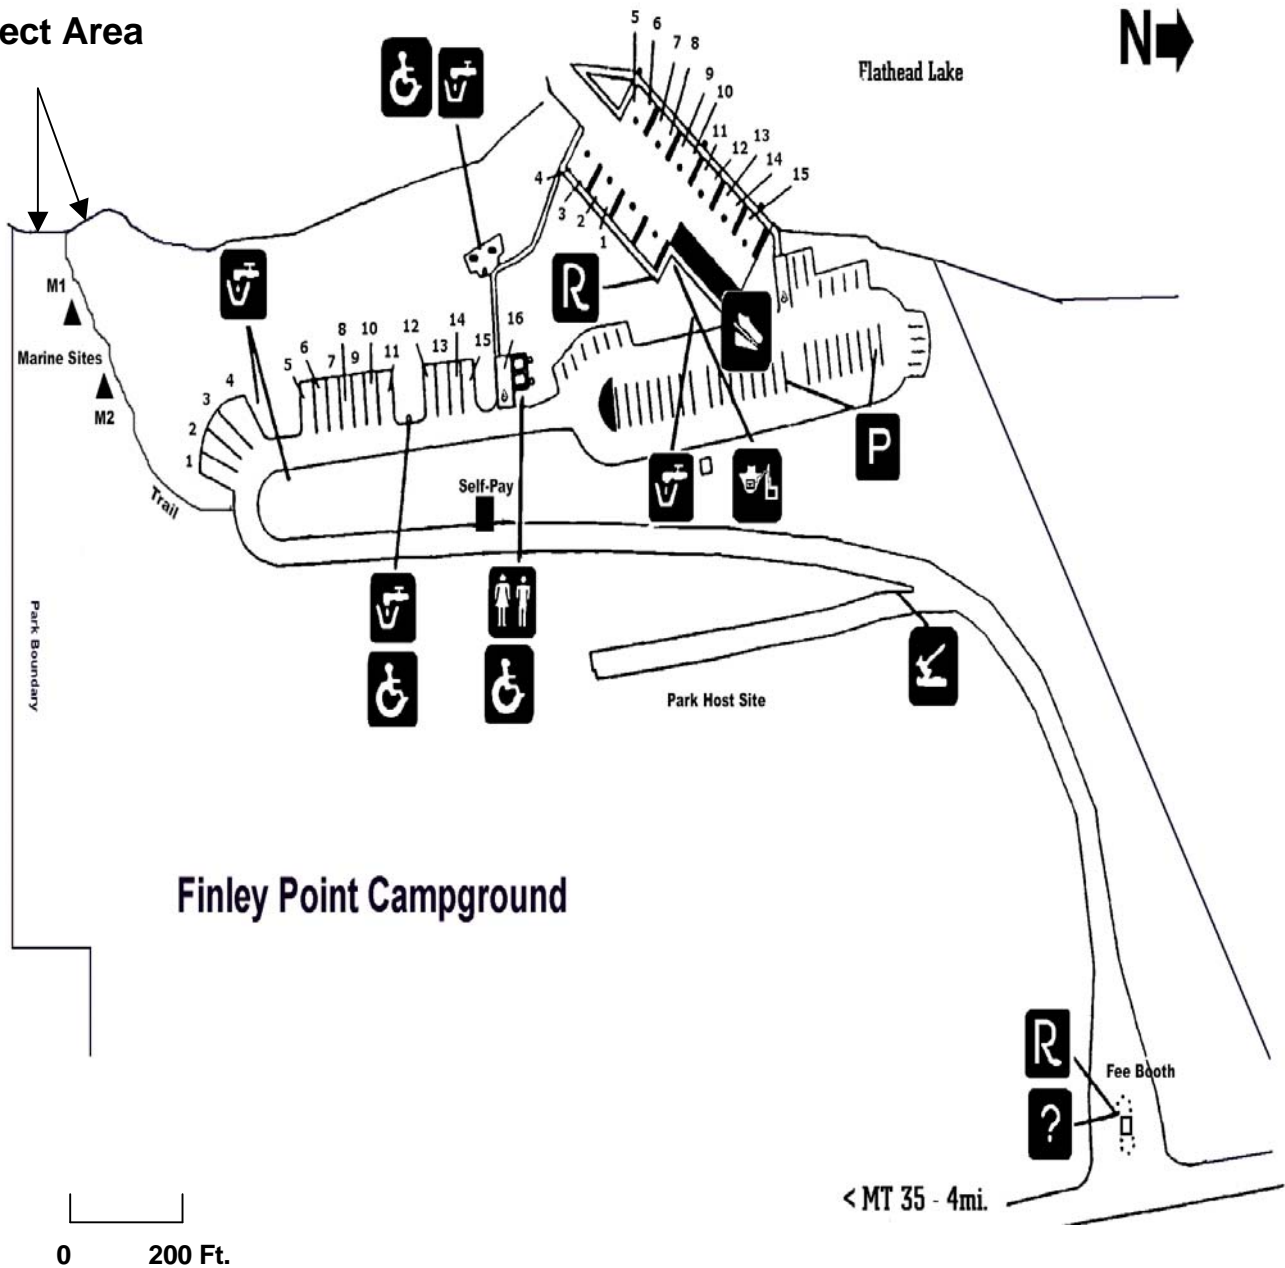 ect Area
N
Flathead Lake
5
6
7
8
9
10
11
12
13
14
15
4
3
2
1
R
M1
Marine Sites
M2
1
2
3
4
5
6
7
8
9
10
11
12
13
14
15
16
P
Self-Pay
Trail
Park Boundary
Park Host Site
Finley Point Campground
R
?
Fee Booth
< MT 35 - 4mi.
0 200 Ft.